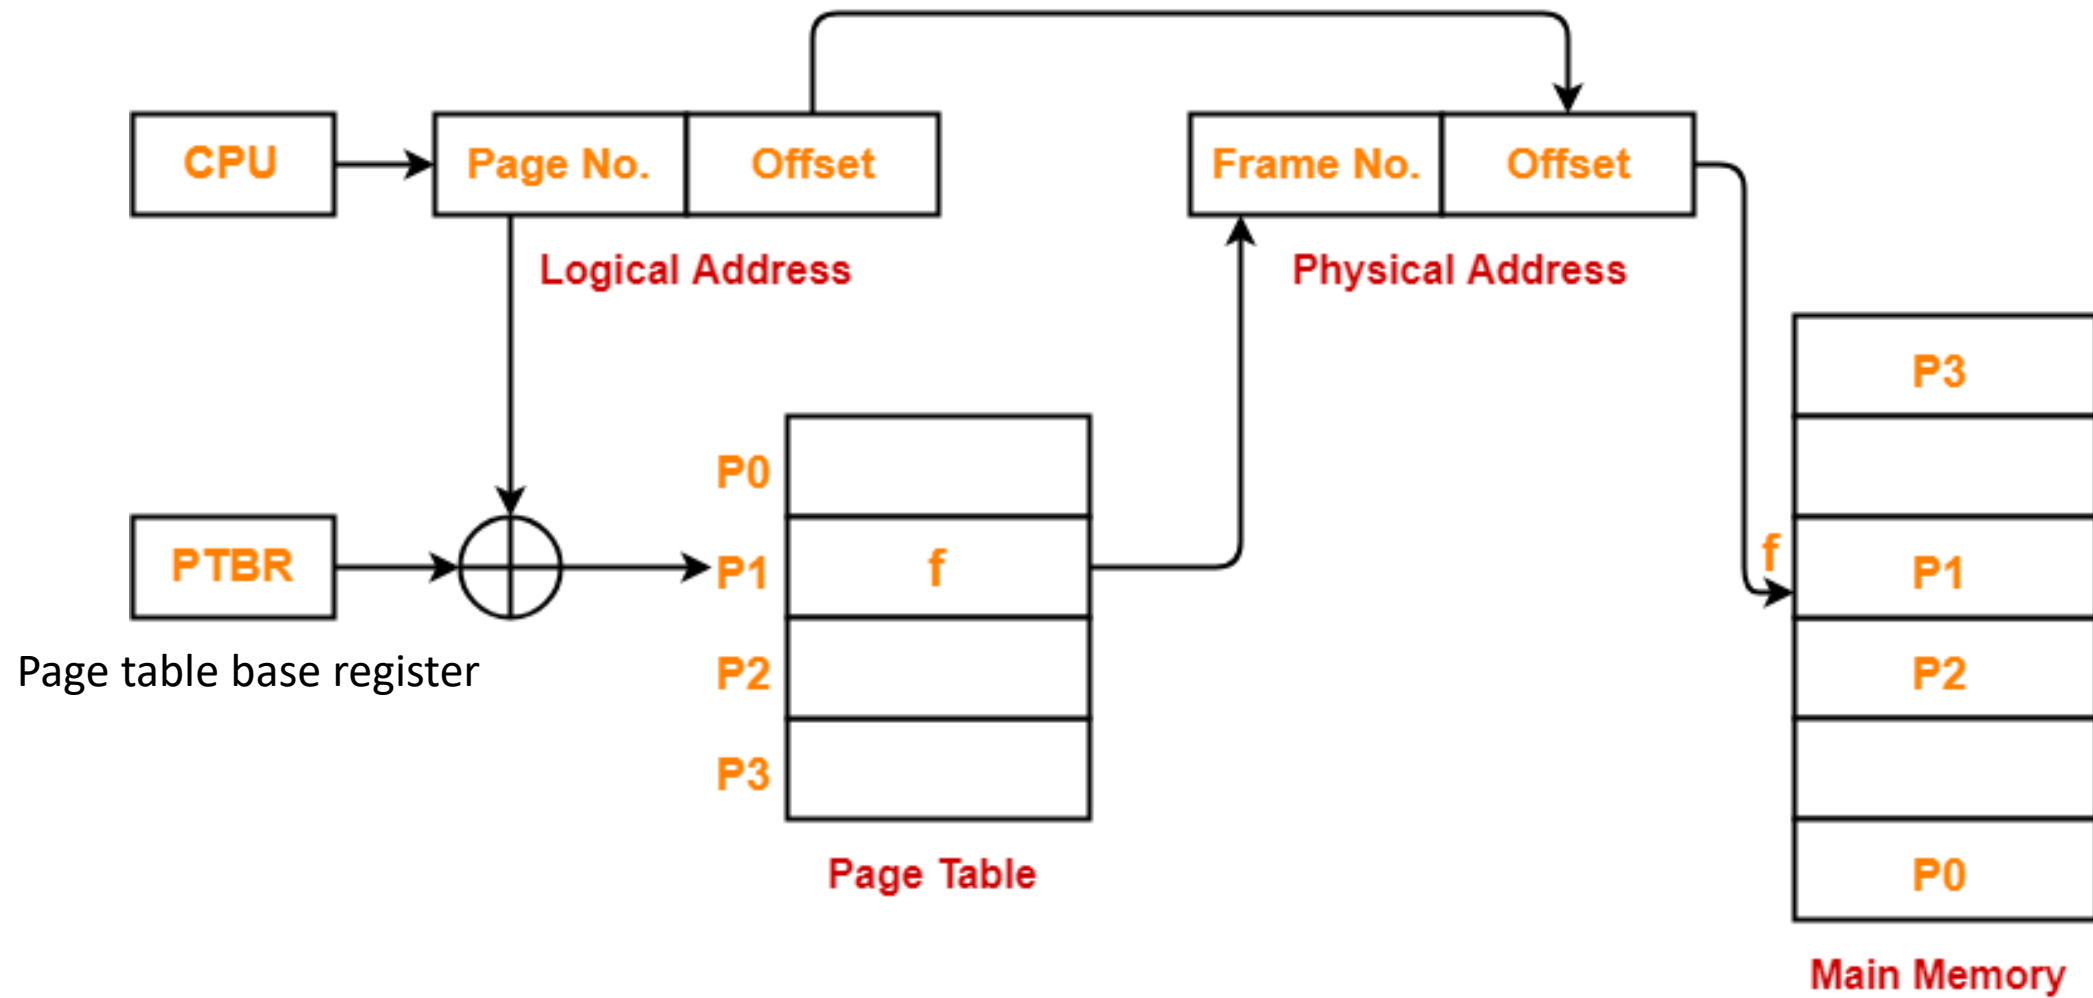 CPU
Page No.
Offset
Frame No.
Offset
Logical Address
Physical Address
P3
P0
PTBR
P1
f
f
P1
Page table base register
P2
P2
P3
Page Table
P0
Main Memory